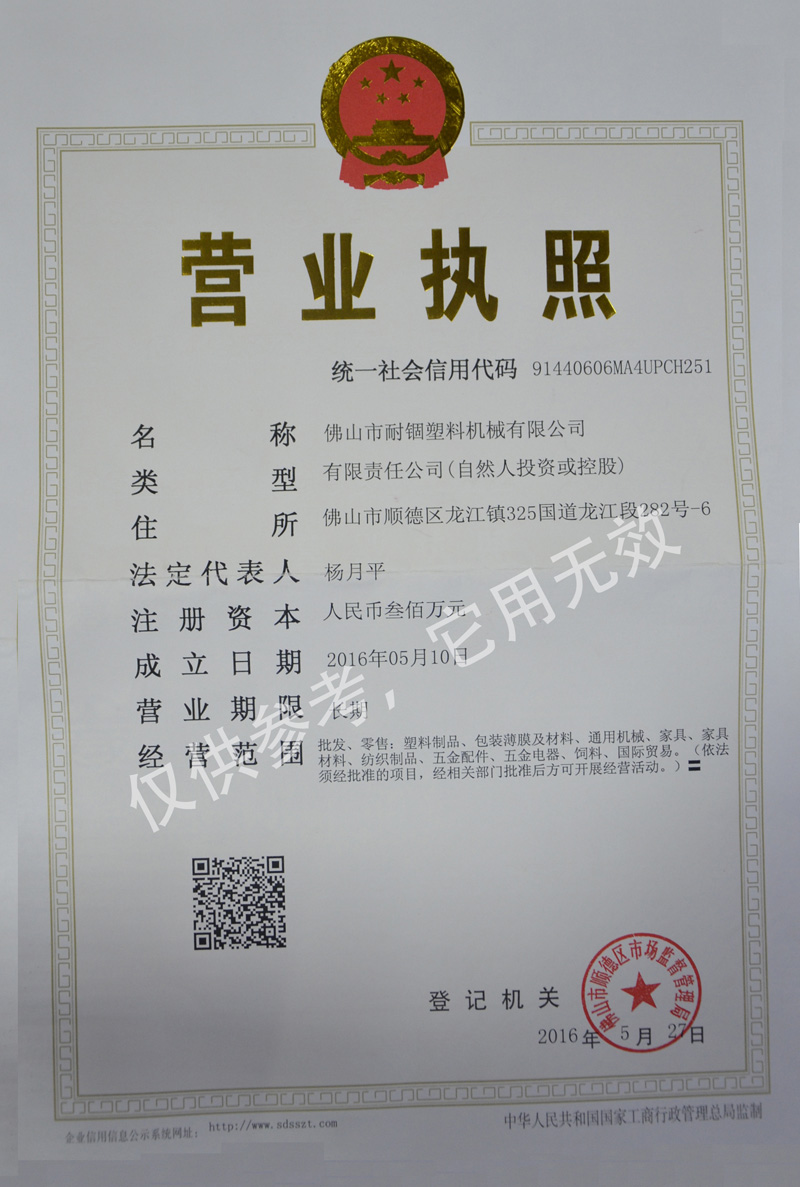 营业执照
统一社会信用代码 91440606MA4UPCH251
名称 佛山市耐锢塑料机械有限公司
类型 有限责任公司(自然人投资或控股)
住所 佛山市顺德区龙江镇325国道龙江段282号-6
法定代表人 杨月平
注册资本 人民币叁佰万元
成立日期 2016年05月10日
营业期限 长期
经营范围 批发、零售：塑料制品、包装薄膜及材料、通用机械、家具、家具
材料、纺织制品、五金配件、五金电器、饲料、国际贸易。（依法
须经批准的项目，经相关部门批准后方可开展经营活动。）〓
仅供参考，它用无效
登记机关
佛山市顺德区市场监督管理局
2016年5月27日
企业信用信息公示系统网址： http://www.sdsszt.com
中华人民共和国国家工商行政管理总局监制